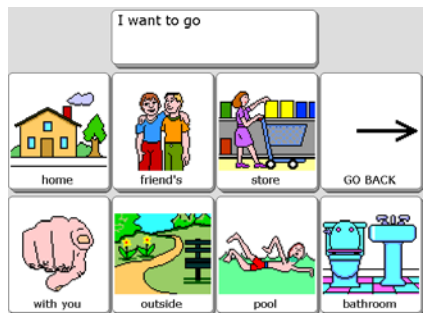 I want to go
home
friend's
store
GO BACK
with you
outside
pool
bathroom